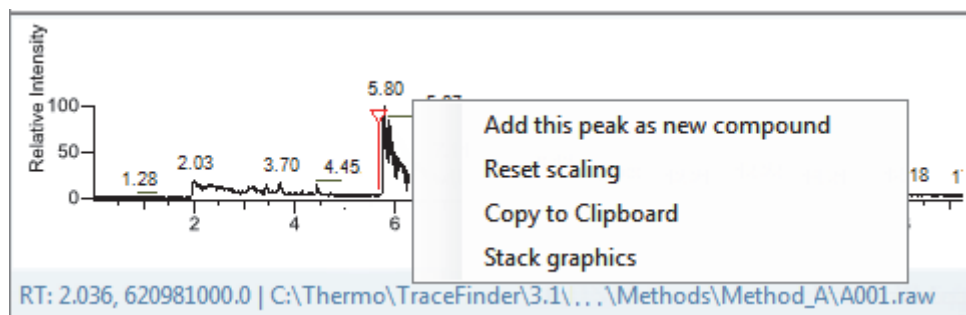 Relative Intensity
5.80
100
50
0
1.28
2.03
3.70
4.45
18
2
4
6
Add this peak as new compound
Reset scaling
Copy to Clipboard
Stack graphics
RT: 2.036, 620981000.0 | C:\Thermo\TraceFinder\3.1\. . .\Methods\Method_A\A001.raw